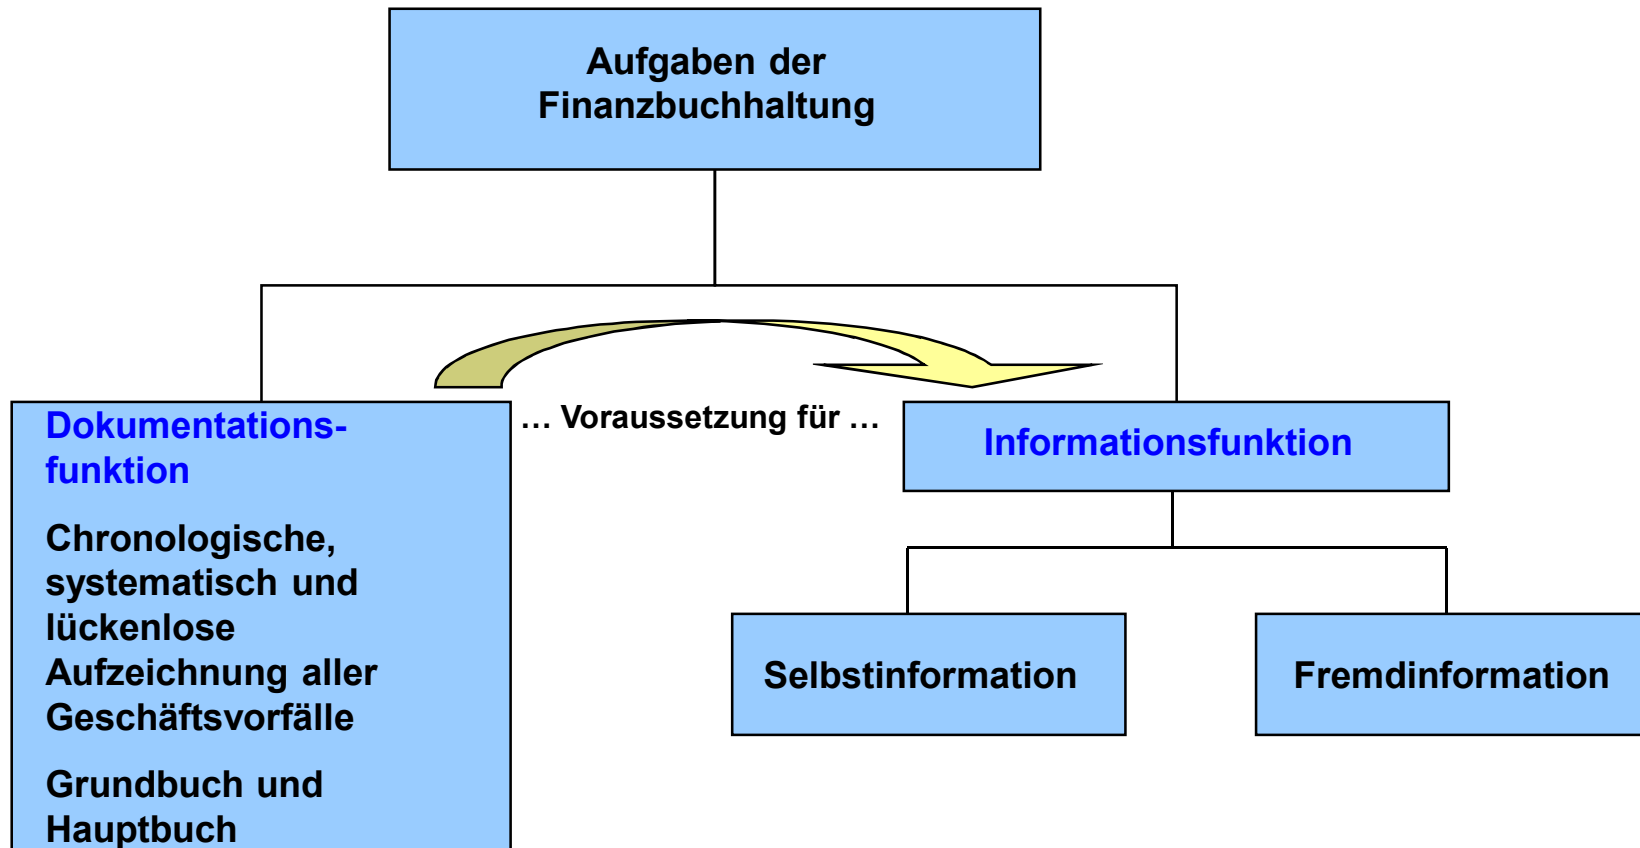 Aufgaben der
Finanzbuchhaltung
Dokumentations-
funktion
Chronologische,
systematisch und
lückenlose
Aufzeichnung aller
Geschäftsvorfälle
Grundbuch und
Hauptbuch
… Voraussetzung für …
Informationsfunktion
Selbstinformation
Fremdinformation